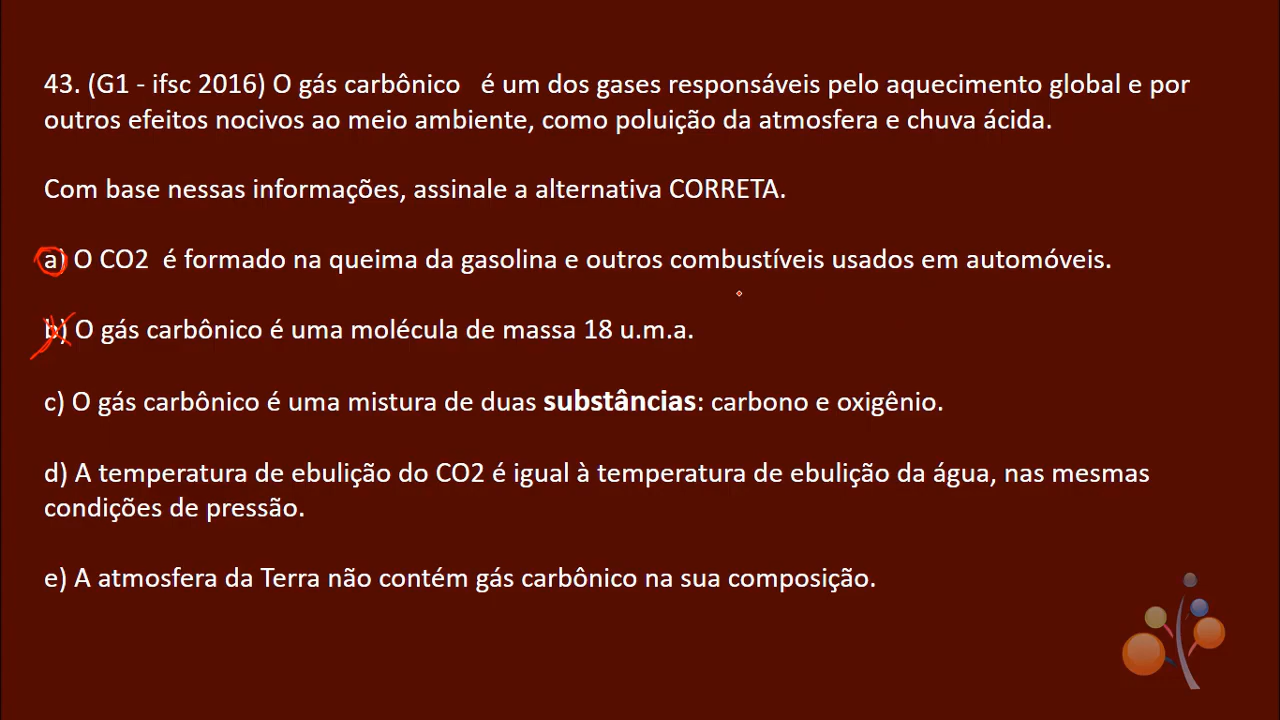 43. (G1 - ifsc 2016) O gás carbônico é um dos gases responsáveis pelo aquecimento global e por
outros efeitos nocivos ao meio ambiente, como poluição da atmosfera e chuva ácida.
Com base nessas informações, assinale a alternativa CORRETA.
a) O CO2 é formado na queima da gasolina e outros combustíveis usados em automóveis.
b) O gás carbônico é uma molécula de massa 18 u.m.a.
c) O gás carbônico é uma mistura de duas substâncias: carbono e oxigênio.
d) A temperatura de ebulição do CO2 é igual à temperatura de ebulição da água, nas mesmas
condições de pressão.
e) A atmosfera da Terra não contém gás carbônico na sua composição.